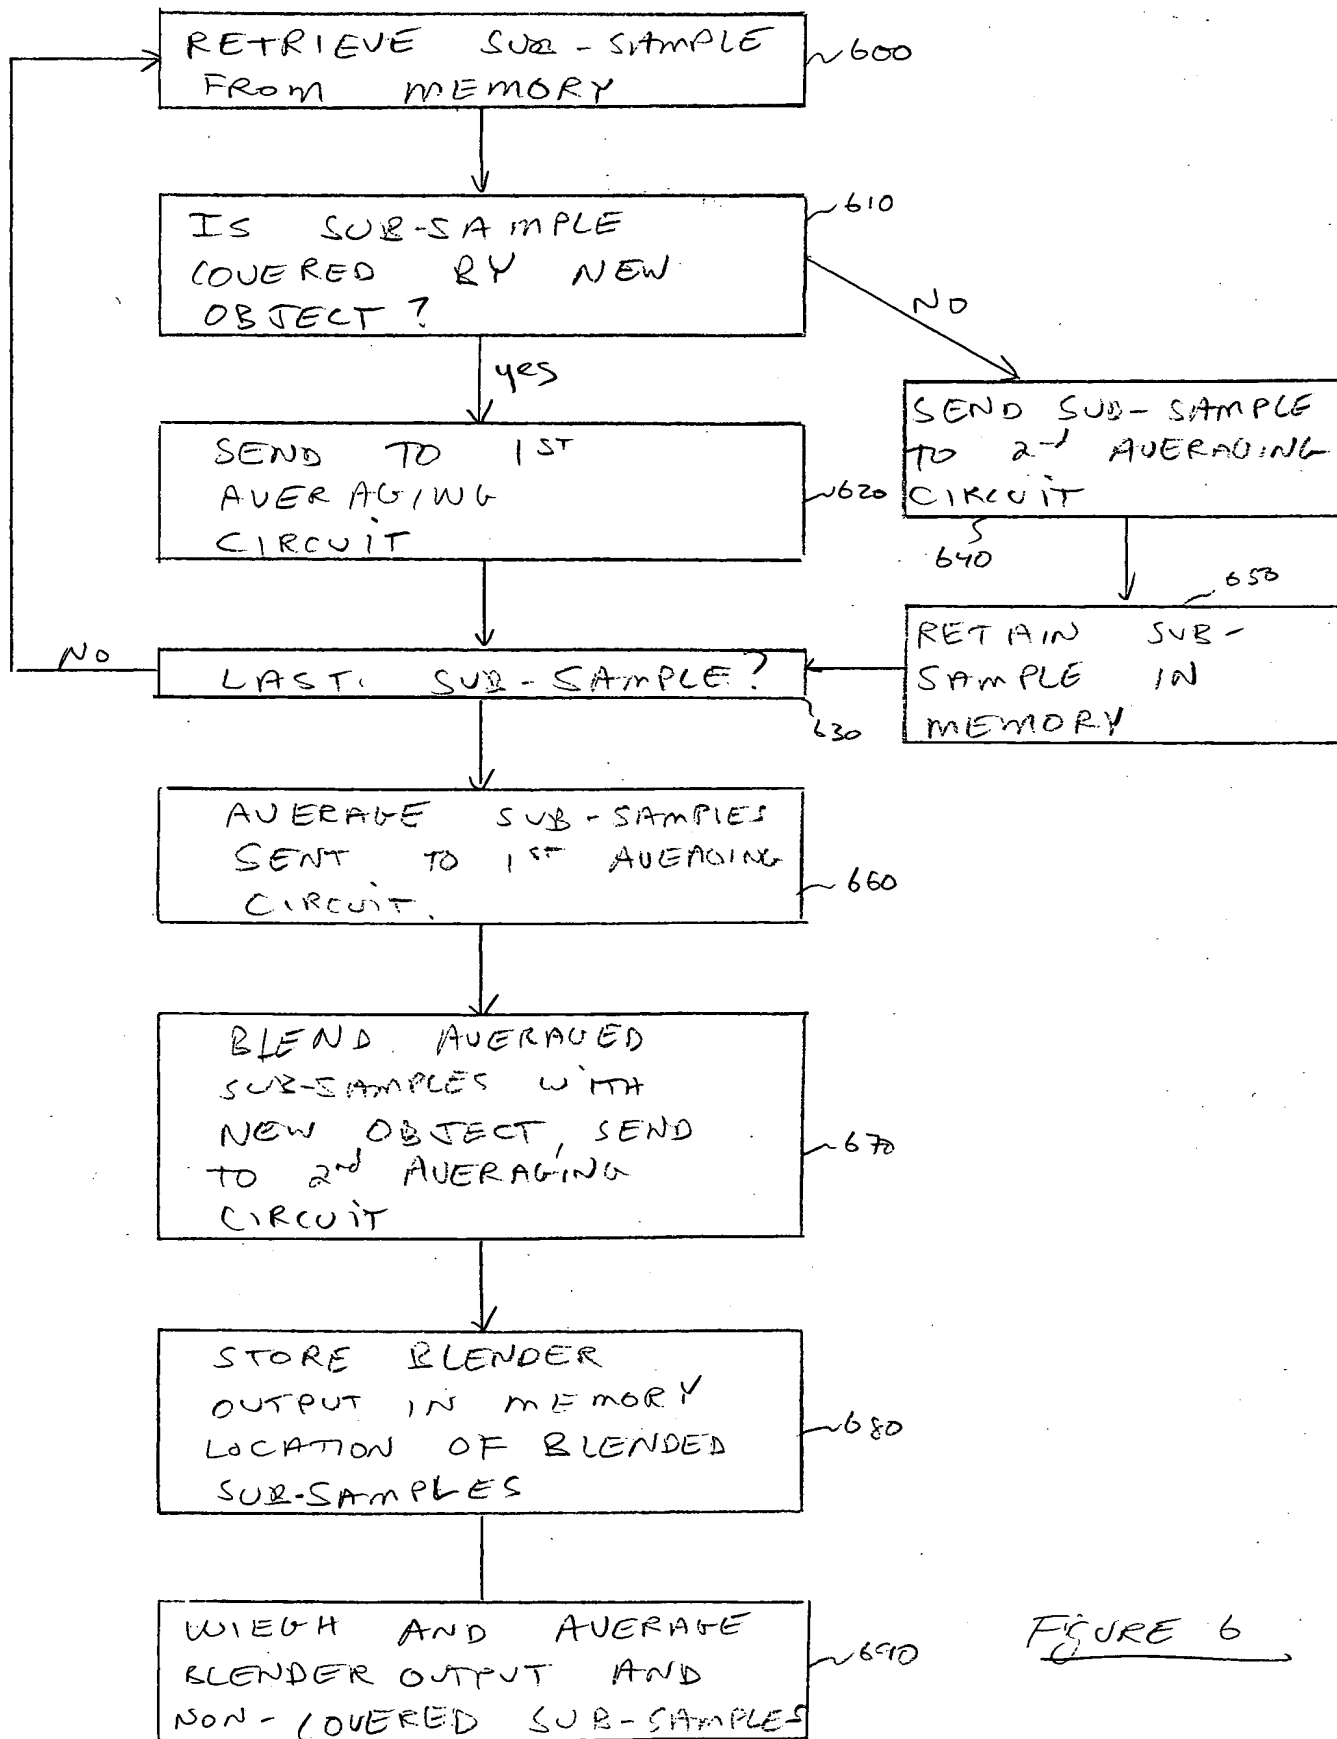 RETRIEVE SUB-SAMPLE
FROM MEMORY
600
IS SUB-SAMPLE
COVERED BY NEW
OBJECT?
610
NO
yes
SEND TO 1ST
AVERAGING
CIRCUIT
620
SEND SUB-SAMPLE
TO 2nd AVERAGING
CIRCUIT
640
650
RETAIN SUB-
SAMPLE IN
MEMORY
NO
LAST SUB-SAMPLE?
630
AVERAGE SUB-SAMPLES
SENT TO 1ST AVEAGING
CIRCUIT.
660
BLEND AVERAGED
SUB-SAMPLES WITH
NEW OBJECT, SEND
TO 2nd AVERAGING
CIRCUIT
670
STORE BLENDER
OUTPUT IN MEMORY
LOCATION OF BLENDED
SUB-SAMPLES
680
WIEGH AND AVERAGE
BLENDER OUTPUT AND
NON-COVERED SUB-SAMPLES
690
FIGURE 6